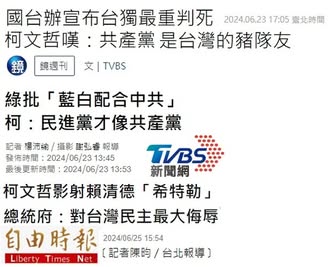 國台辦宣布台獨最重判死 2024,06,23 17:05 臺北時間
柯文哲嘆：共產黨 是台灣的豬隊友
鏡 鏡週刊 文 | TVBS
綠批「藍白配合中共」
柯：民進黨才像共產黨
記者 楊沛綸 / 攝影 謝弘睿 報導
發佈時間：2024/06/23 13:45
最後更新時間：2024/06/23 13:53
TVBS
新聞網
柯文哲影射賴清德「希特勒」
總統府：對台灣民主最大侮辱
自由時報 2024/06/25 15:54
Liberty Times Net 〔記者陳昀 / 台北報導〕